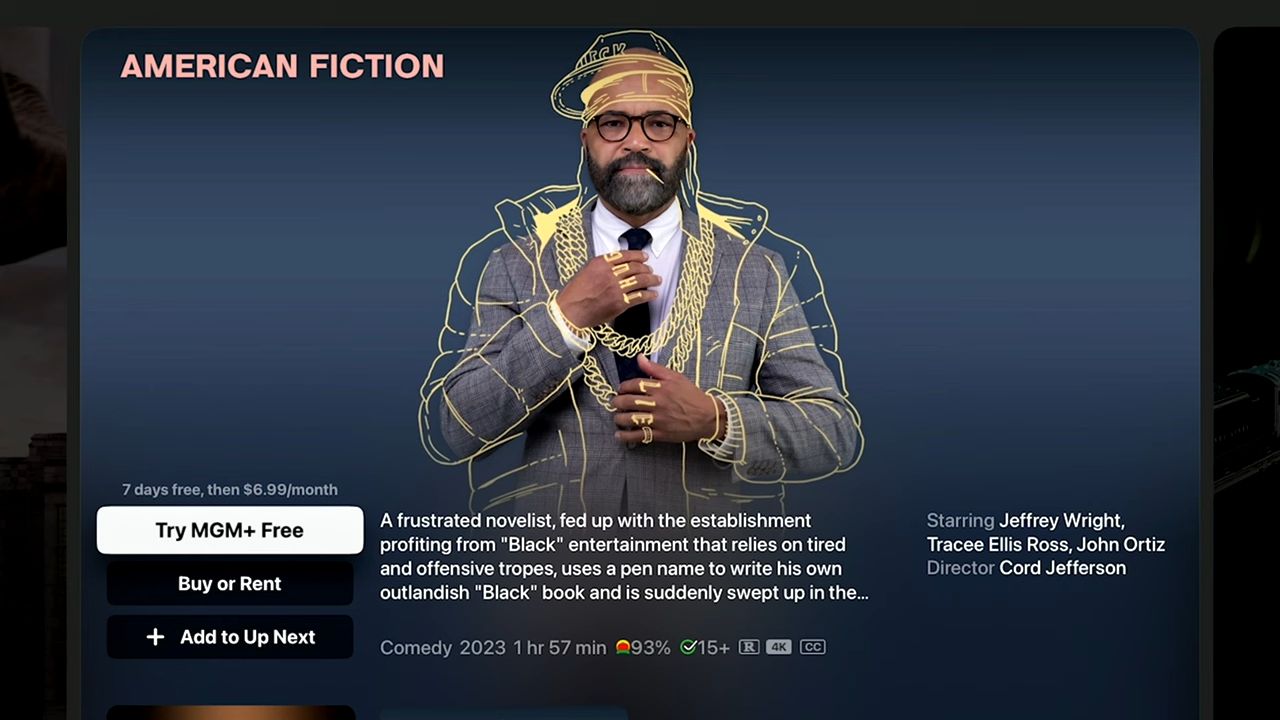 AMERICAN FICTION
7 days free, then $6.99/month
Try MGM+ Free
Buy or Rent
+ Add to Up Next
A frustrated novelist, fed up with the establishment
profiting from "Black" entertainment that relies on tired
and offensive tropes, uses a pen name to write his own
outlandish "Black" book and is suddenly swept up in the...
Comedy 2023 1 hr 57 min 93% 15+ R 4K CC
Starring Jeffrey Wright,
Tracee Ellis Ross, John Ortiz
Director Cord Jefferson
THUG
LIFE